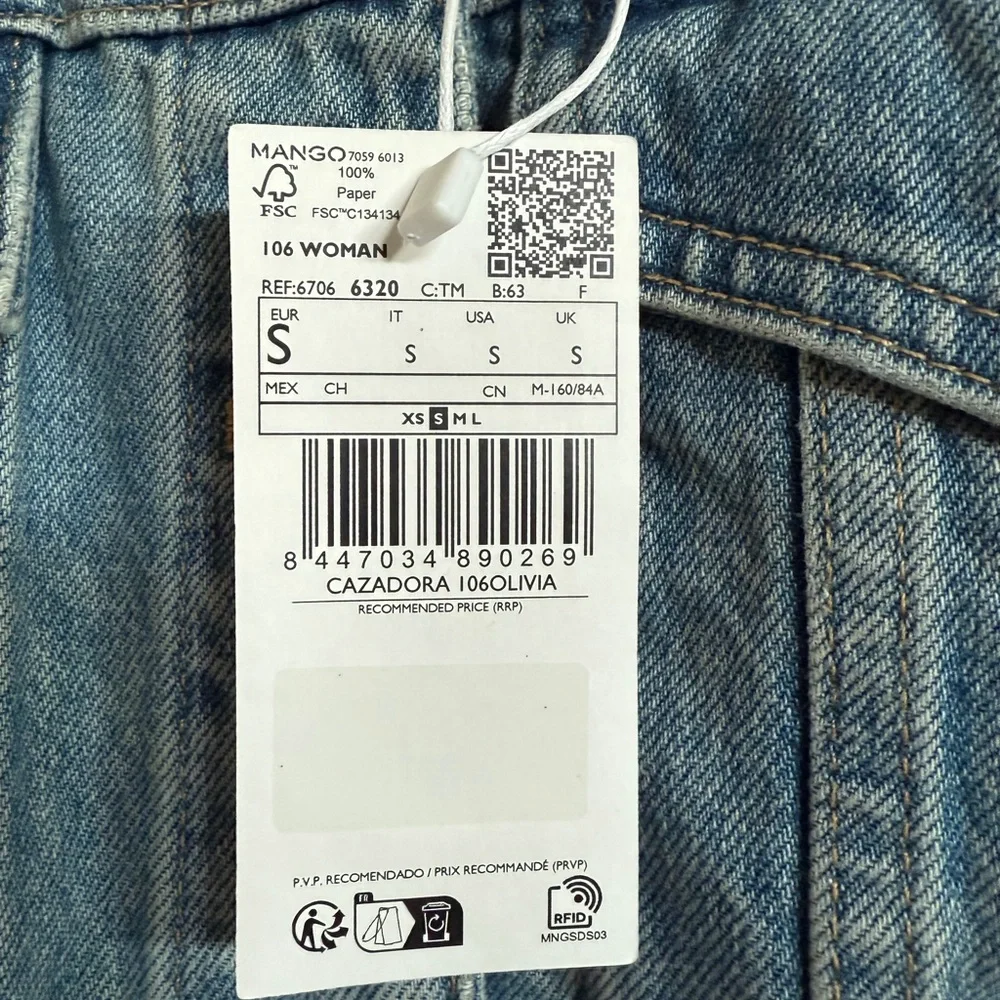 MANGO 7059 6013
100%
Paper
FSC™
FSC™C134134
106 WOMAN
REF:6706 6320 C:TM B:63 F
EUR IT USA UK
S S S S
MEX CH CN M-160/84A
XS S M L
8 447034 890269
CAZADORA 106OLIVIA
RECOMMENDED PRICE (RRP)
P.V.P. RECOMENDADO / PRIX RECOMMANDÉ (PRVP)
FR
RFID
MNGSDS03